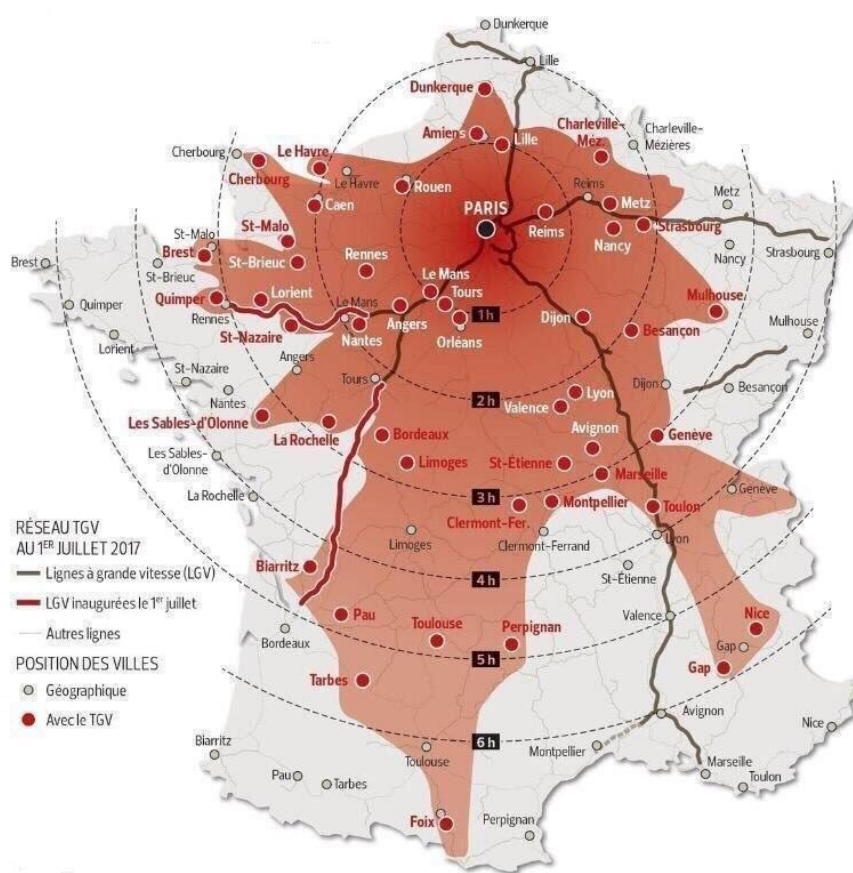 Dunkerque
Lille
Dunkerque
Amiens
Lille
Charleville-
Méz.
Charleville-
Mézières
Cherbourg
Le Havre
Cherbourg
Le Havre
Rouen
Caen
PARIS
Reims
Reims
Metz
Metz
Nancy
Strasbourg
Nancy
Strasbourg
St-Malo
St-Malo
Brest
Brest
St-Brieuc
St-Brieuc
Rennes
Quimper
Quimper
Lorient
Rennes
Le Mans
Le Mans
Tours
Angers
Orléans
1h
Dijon
Mulhouse
Besançon
Mulhouse
Lorient
St-Nazaire
Nantes
St-Nazaire
Angers
Tours
Nantes
2h
Lyon
Valence
Dijon
Besançon
Les Sables-d'Olonne
La Rochelle
Bordeaux
Avignon
Genève
Les Sables-
d'Olonne
Limoges
St-Étienne
Marseille
La Rochelle
3h
Genève
Clermont-Fer.
Montpellier
Toulon
RÉSEAU TGV
AU 1ER JUILLET 2017
Lignes à grande vitesse (LGV)
LGV inaugurées le 1er juillet
Autres lignes
POSITION DES VILLES
Géographique
Avec le TGV
Limoges
Clermont-Ferrand
Lyon
Biarritz
4h
St-Étienne
Pau
Valence
Bordeaux
Toulouse
Perpignan
Nice
Gap
5h
Gap
Tarbes
Avignon
Nice
6h
Biarritz
Toulouse
Montpellier
Marseille
Toulon
Pau
Tarbes
Foix
Perpignan